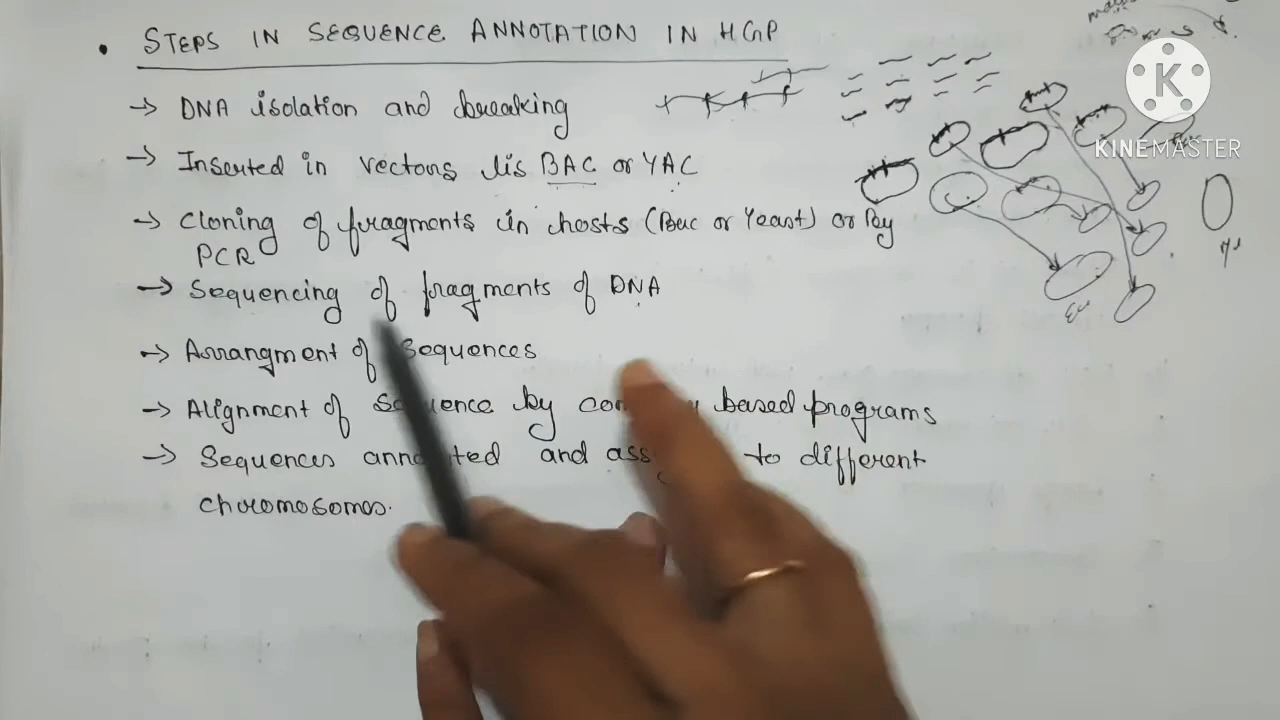 • STEPS IN SEQUENCE ANNOTATION IN HGP
→ DNA isolation and breaking
→ Inserted in vectors BAC or YAC
→ Cloning of fragments in hosts (Bac or Yeast) or By
PCR
→ Sequencing of fragments of DNA
→ Arrangment of Sequences
→ Alignment of by based programs
→ Sequences and to different
chromosomes.
K
KINEMASTER